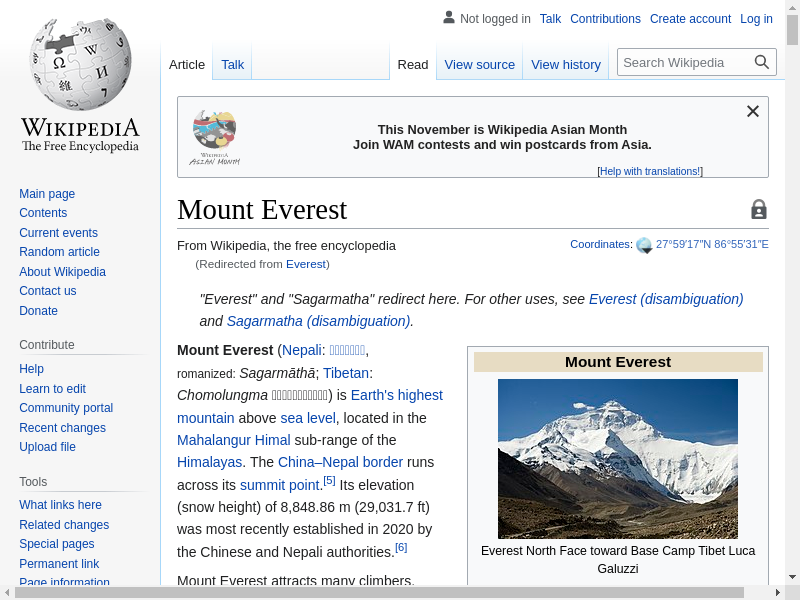 Not logged in Talk Contributions Create account Log in
Article Talk Read View source View history Search Wikipedia
WIKIPEDIA
The Free Encyclopedia
Main page
Contents
Current events
Random article
About Wikipedia
Contact us
Donate
Contribute
Help
Learn to edit
Community portal
Recent changes
Upload file
Tools
What links here
Related changes
Special pages
Permanent link
Page information
WIKIPEDIA
ASIAN MONTH
This November is Wikipedia Asian Month
Join WAM contests and win postcards from Asia.
[Help with translations!]
Mount Everest
From Wikipedia, the free encyclopedia
Coordinates: 27°59′17″N 86°55′31″E
(Redirected from Everest)
"Everest" and "Sagarmatha" redirect here. For other uses, see Everest (disambiguation)
and Sagarmatha (disambiguation).
Mount Everest (Nepali: ,
romanized: Sagarmāthā; Tibetan:
Chomolungma ) is Earth's highest
mountain above sea level, located in the
Mahalangur Himal sub-range of the
Himalayas. The China–Nepal border runs
across its summit point.[5] Its elevation
(snow height) of 8,848.86 m (29,031.7 ft)
was most recently established in 2020 by
the Chinese and Nepali authorities.[6]
Mount Everest attracts many climbers,
Mount Everest
Everest North Face toward Base Camp Tibet Luca
Galuzzi